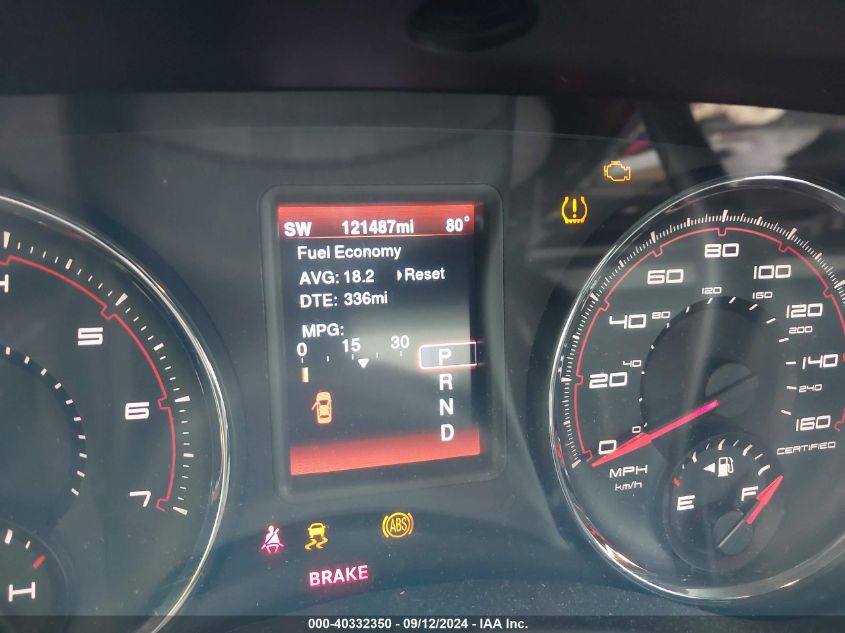 SW 121487mi 80°
Fuel Economy
AVG: 18.2 Reset
DTE: 336mi
MPG:
0 15 30
P
R
N
D
5
6
7
H
ABS
BRAKE
0 20 40 60 80 100 120 140 160
0 40 80 120 160 200 240
MPH
km/h
CERTIFIED
E F
000-40332350 - 09/12/2024 - IAA Inc.